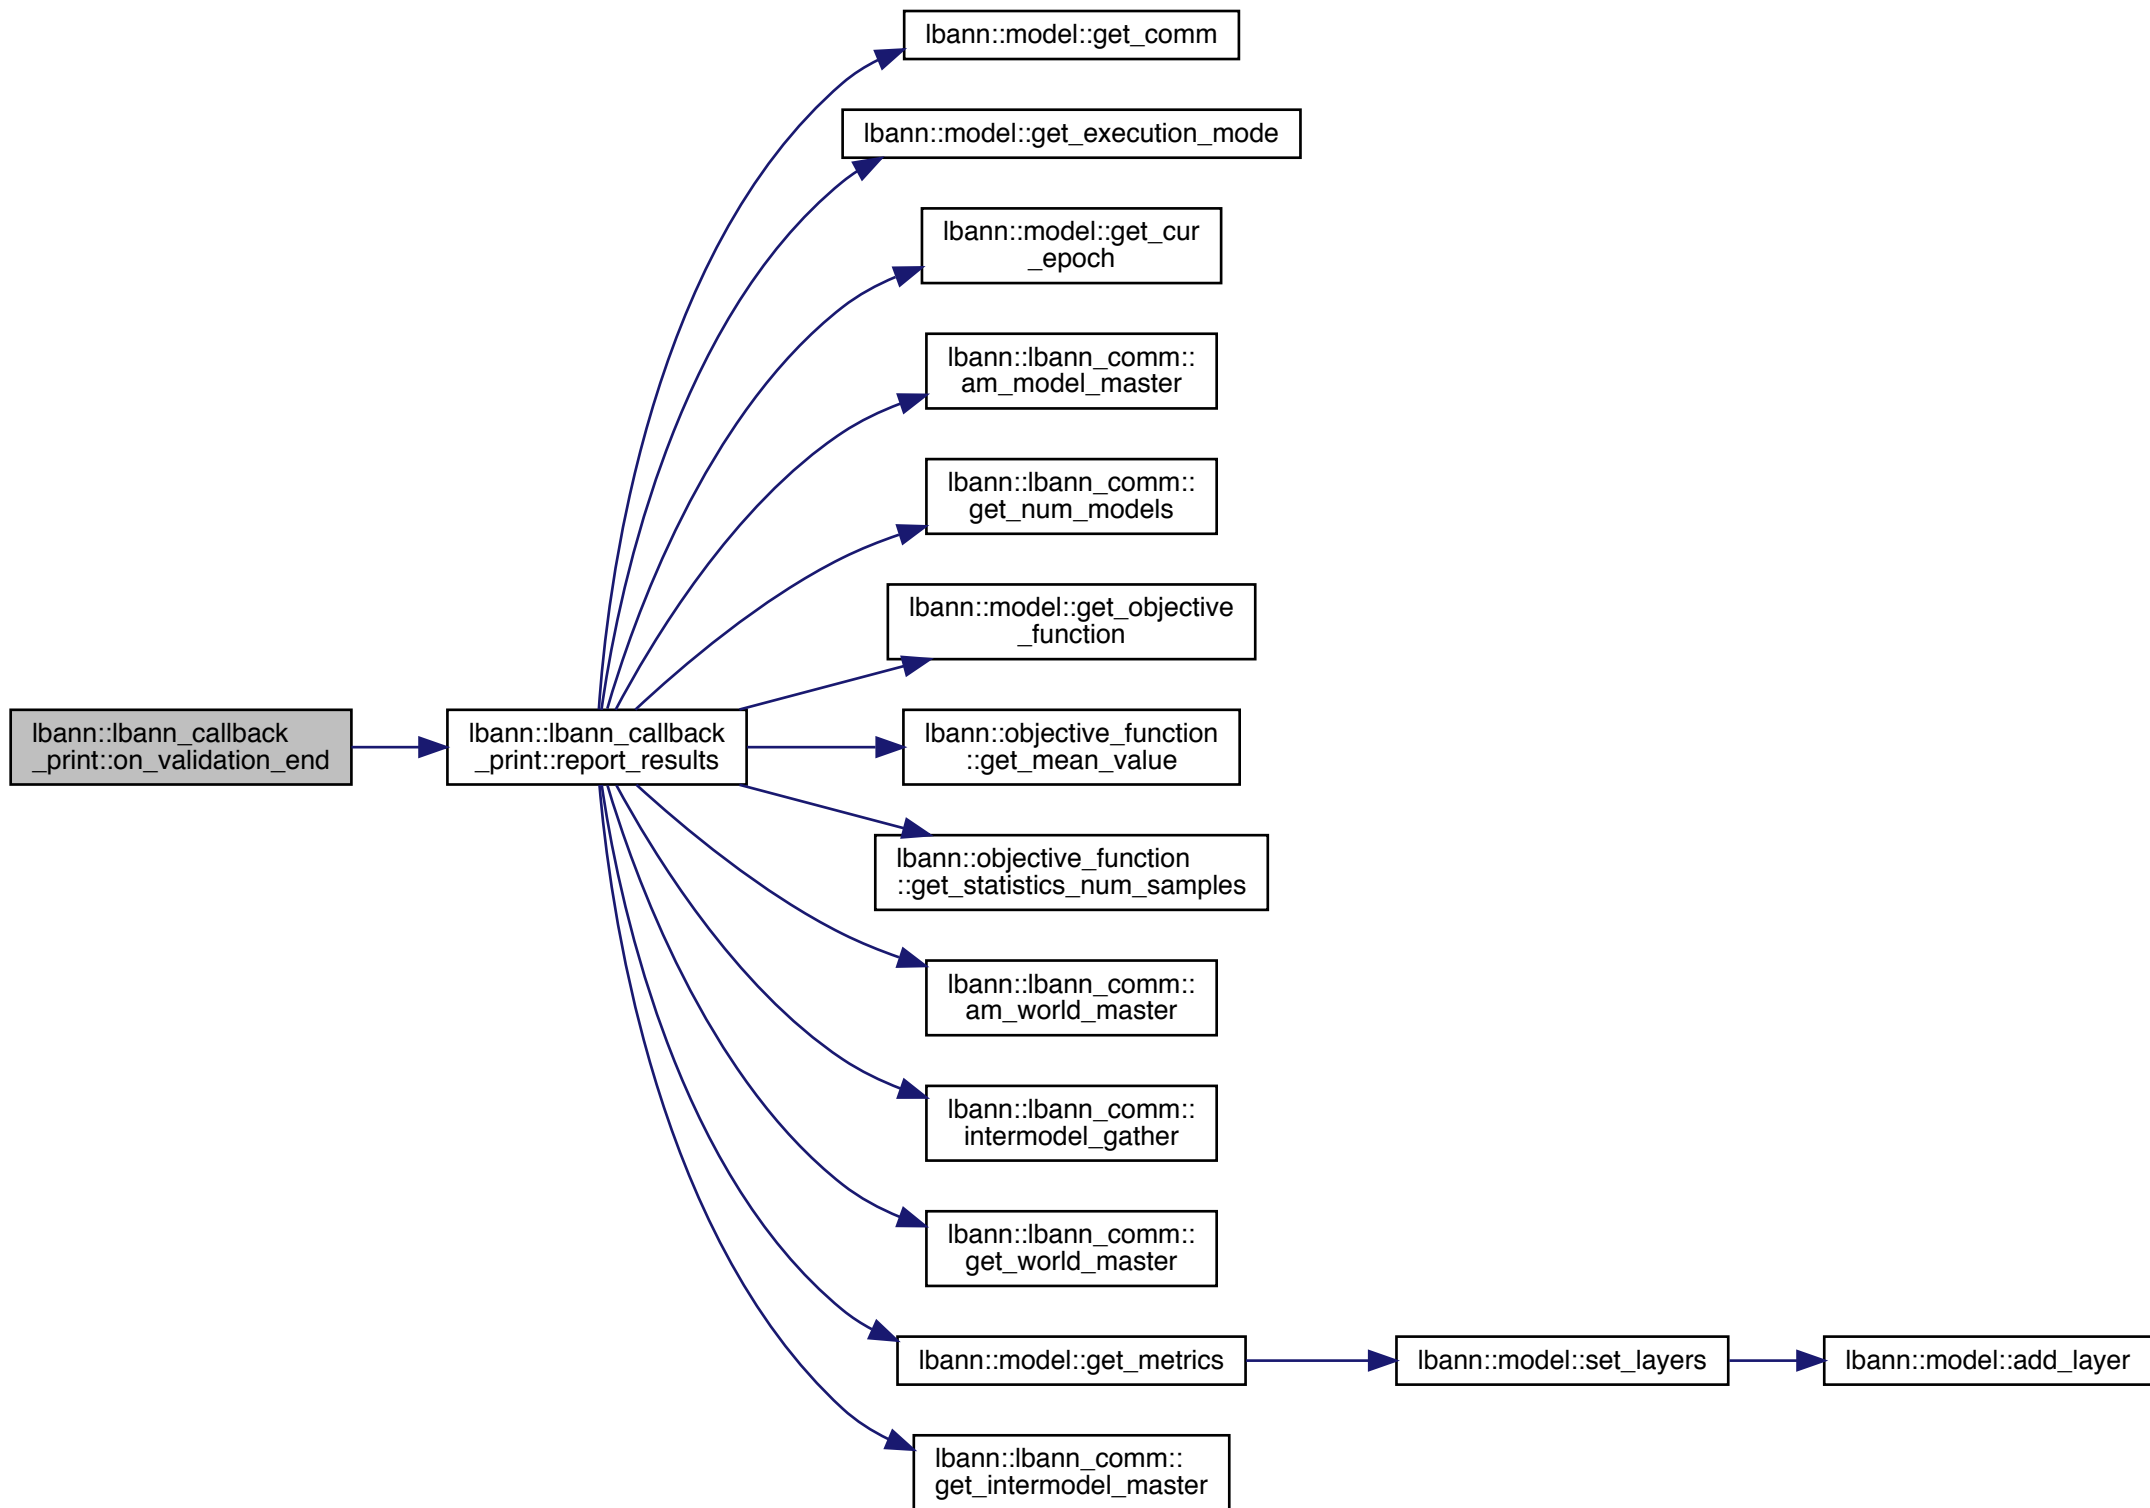 lbann::model::get_comm
lbann::model::get_execution_mode
lbann::model::get_cur
_epoch
lbann::lbann_comm::
am_model_master
lbann::lbann_comm::
get_num_models
lbann::model::get_objective
_function
lbann::lbann_callback
_print::on_validation_end
lbann::lbann_callback
_print::report_results
lbann::objective_function
::get_mean_value
lbann::objective_function
::get_statistics_num_samples
lbann::lbann_comm::
am_world_master
lbann::lbann_comm::
intermodel_gather
lbann::lbann_comm::
get_world_master
lbann::model::get_metrics
lbann::model::set_layers
lbann::model::add_layer
lbann::lbann_comm::
get_intermodel_master